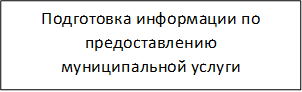 Подготовка информации по
предоставлению
муниципальной услуги